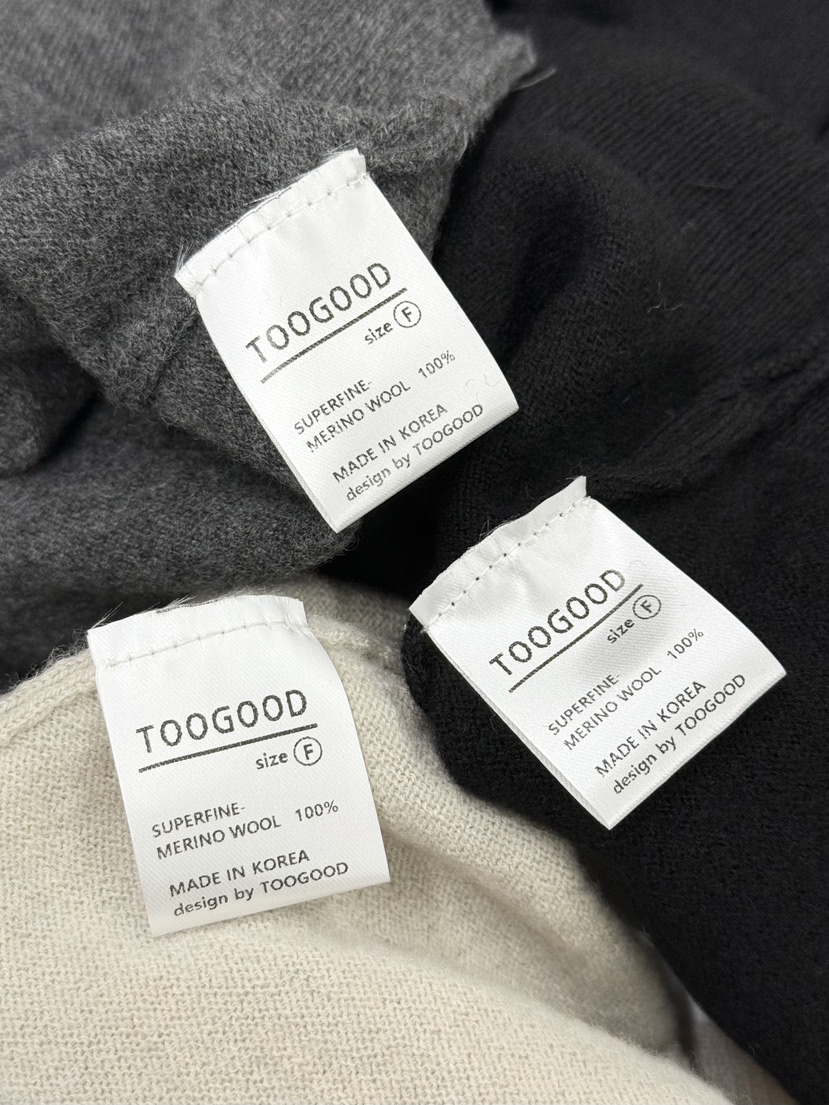 TOOGOOD
size F
SUPERFINE-
MERINO WOOL 100%
MADE IN KOREA
design by TOOGOOD
TOOGOOD
size F
SUPERFINE-
MERINO WOOL 100%
MADE IN KOREA
design by TOOGOOD
TOOGOOD
size F
SUPERFINE-
MERINO WOOL 100%
MADE IN KOREA
design by TOOGOOD